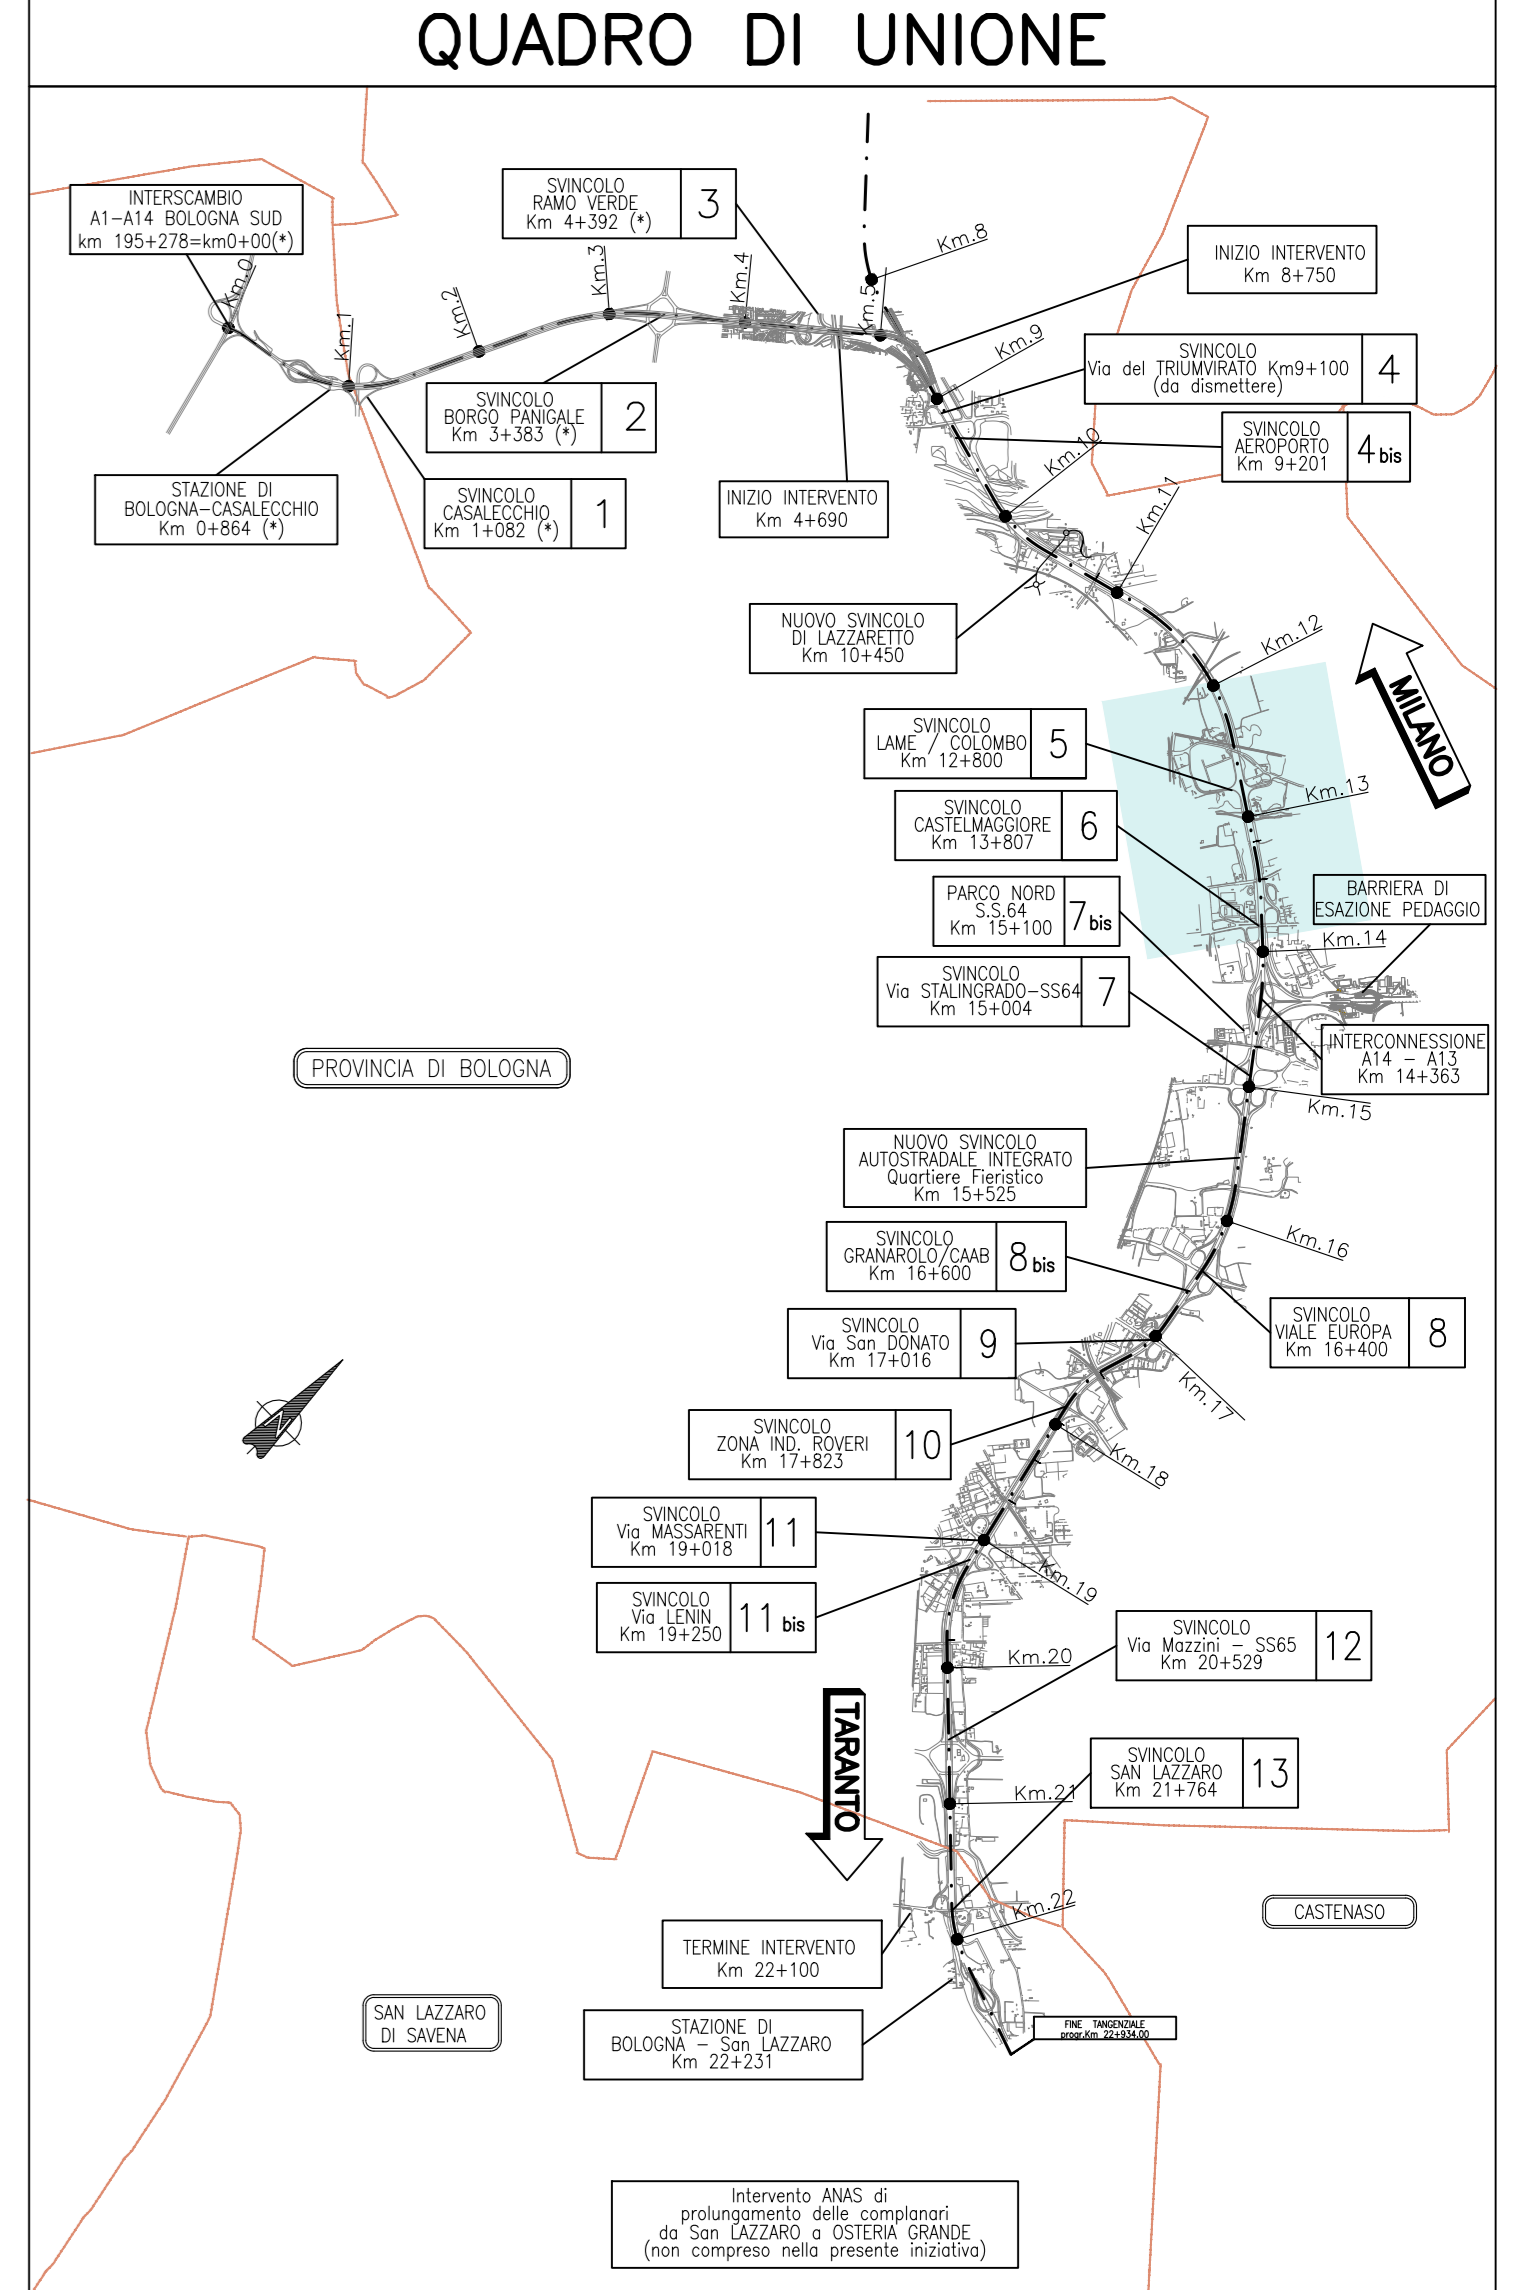 QUADRO DI UNIONE
INTERSCAMBIO
A1-A14 BOLOGNA SUD
km 195+278=km0+00(*)
SVINCOLO
RAMO VERDE
Km 4+392 (*)
3
Km.8
INIZIO INTERVENTO
Km 8+750
Km.0
Km.1
Km.2
Km.3
Km.4
Km.5
Km.9
SVINCOLO
Via del TRIUMVIRATO Km9+100
(da dismettere)
4
SVINCOLO
BORGO PANIGALE
Km 3+383 (*)
2
SVINCOLO
AEROPORTO
Km 9+201
4 bis
Km.10
STAZIONE DI
BOLOGNA-CASALECCHIO
Km 0+864 (*)
SVINCOLO
CASALECCHIO
Km 1+082 (*)
1
INIZIO INTERVENTO
Km 4+690
Km.11
NUOVO SVINCOLO
DI LAZZARETTO
Km 10+450
Km.12
MILANO
SVINCOLO
LAME / COLOMBO
Km 12+800
5
Km.13
SVINCOLO
CASTELMAGGIORE
Km 13+807
6
PARCO NORD
S.S.64
Km 15+100
7 bis
BARRIERA DI
ESAZIONE PEDAGGIO
Km.14
SVINCOLO
Via STALINGRADO-SS64
Km 15+004
7
INTERCONNESSIONE
A14 - A13
Km 14+363
PROVINCIA DI BOLOGNA
Km.15
NUOVO SVINCOLO
AUTOSTRADALE INTEGRATO
Quartiere Fieristico
Km 15+525
Km.16
SVINCOLO
GRANAROLO/CAAB
Km 16+600
8 bis
SVINCOLO
VIALE EUROPA
Km 16+400
8
SVINCOLO
Via San DONATO
Km 17+016
9
Km.17
SVINCOLO
ZONA IND. ROVERI
Km 17+823
10
Km.18
SVINCOLO
Via MASSARENTI
Km 19+018
11
Km.19
SVINCOLO
Via LENIN
Km 19+250
11 bis
SVINCOLO
Via Mazzini - SS65
Km 20+529
12
Km.20
TARANTO
SVINCOLO
SAN LAZZARO
Km 21+764
13
Km.21
Km.22
CASTENASO
TERMINE INTERVENTO
Km 22+100
SAN LAZZARO
DI SAVENA
STAZIONE DI
BOLOGNA - San LAZZARO
Km 22+231
FINE TANGENZIALE
progr.Km 22+934.00
Intervento ANAS di
prolungamento delle complanari
da San LAZZARO a OSTERIA GRANDE
(non compreso nella presente iniziativa)